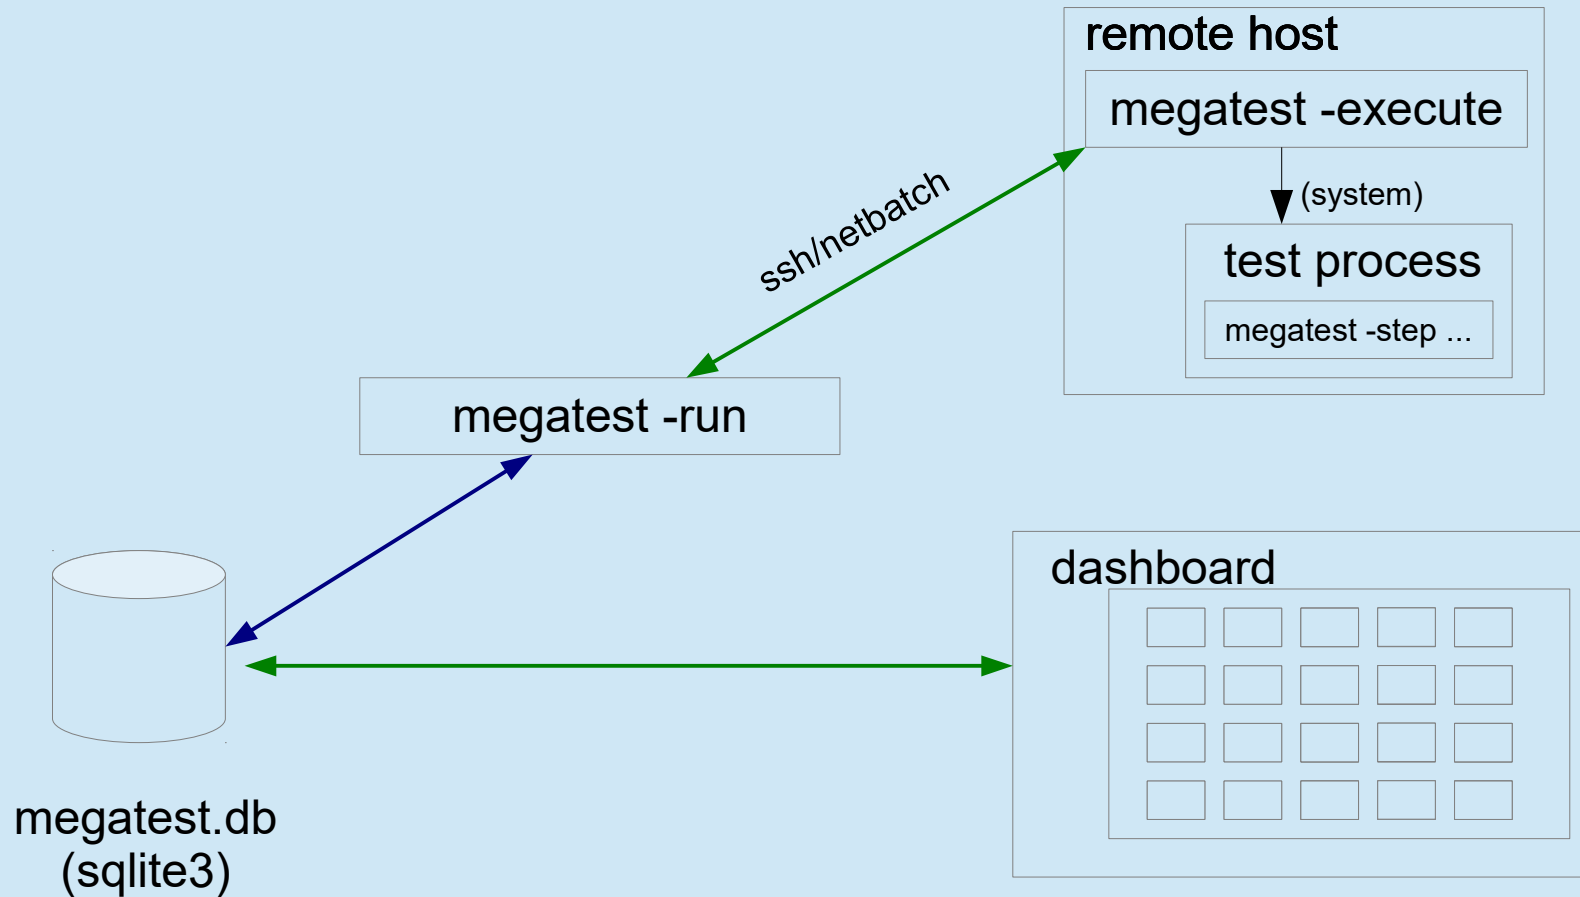 remote host
megatest -execute
(system)
ssh/netbatch
test process
megatest -step ...
megatest -run
dashboard
megatest.db
(sqlite3)